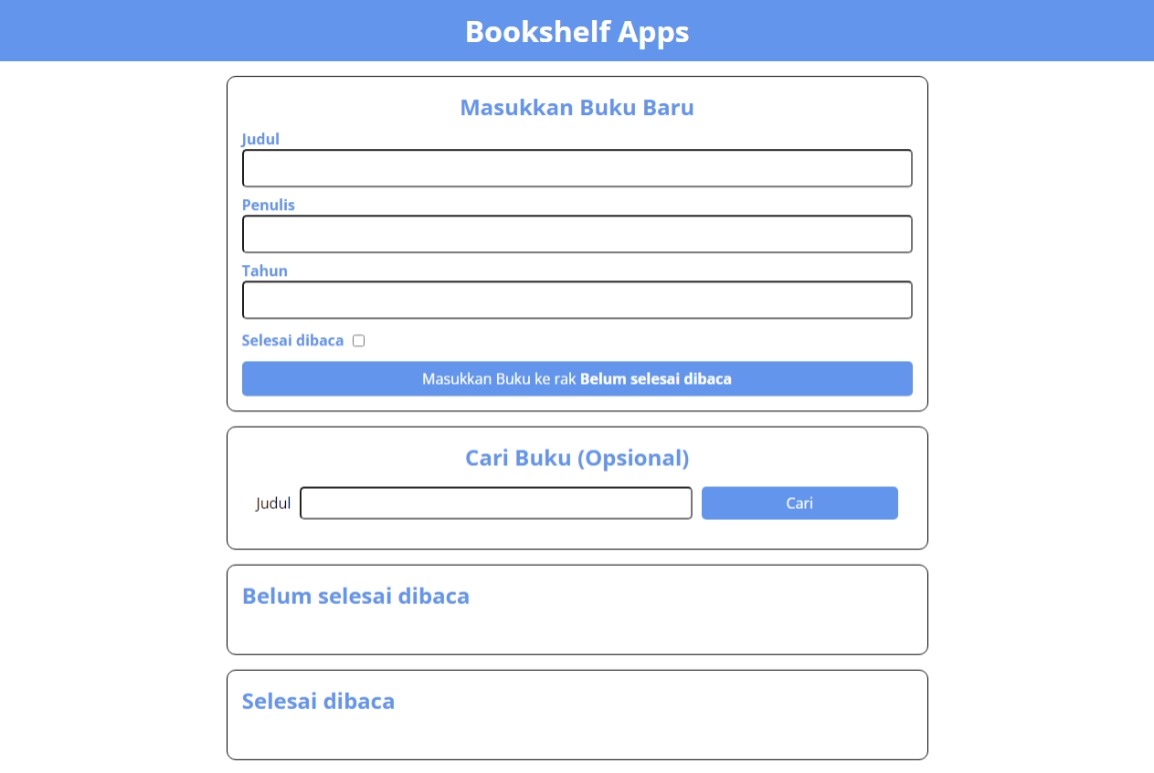 Bookshelf Apps
Masukkan Buku Baru
Judul
Penulis
Tahun
Selesai dibaca
Masukkan Buku ke rak Belum selesai dibaca
Cari Buku (Opsional)
Judul Cari
Belum selesai dibaca
Selesai dibaca